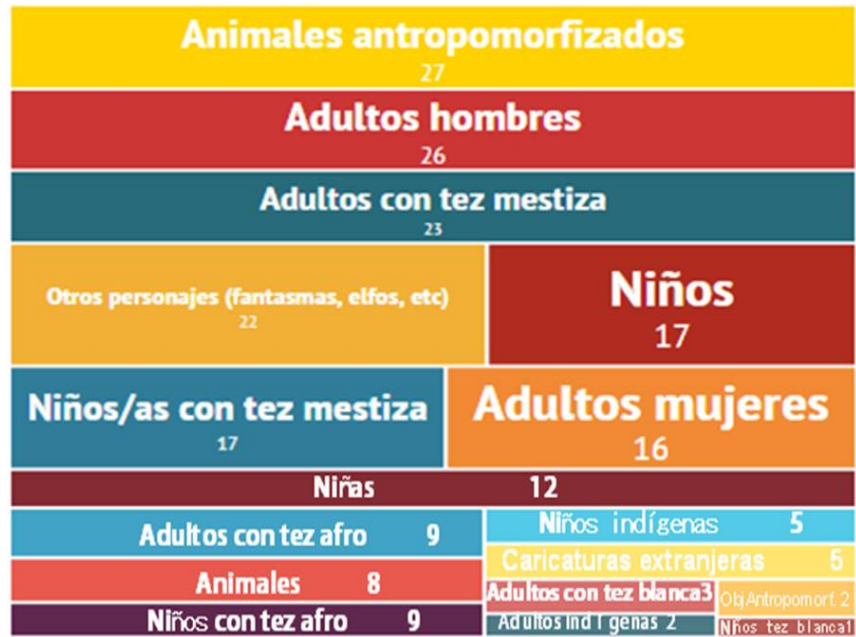 Animales antropomorfizados
27
Adultos hombres
26
Adultos con tez mestiza
23
Otros personajes (fantasmas, elfos, etc)
22
Niños
17
Niños/as con tez mestiza
17
Adultos mujeres
16
Niñas 12
Adultos con tez afro 9
Animales 8
Niños con tez afro 9
Niños indígenas 5
Caricaturas extranjeras 5
Adultos con tez blanca3
ObjAntropomorf. 2
Adultos indígenas 2
Niños tez blanca1